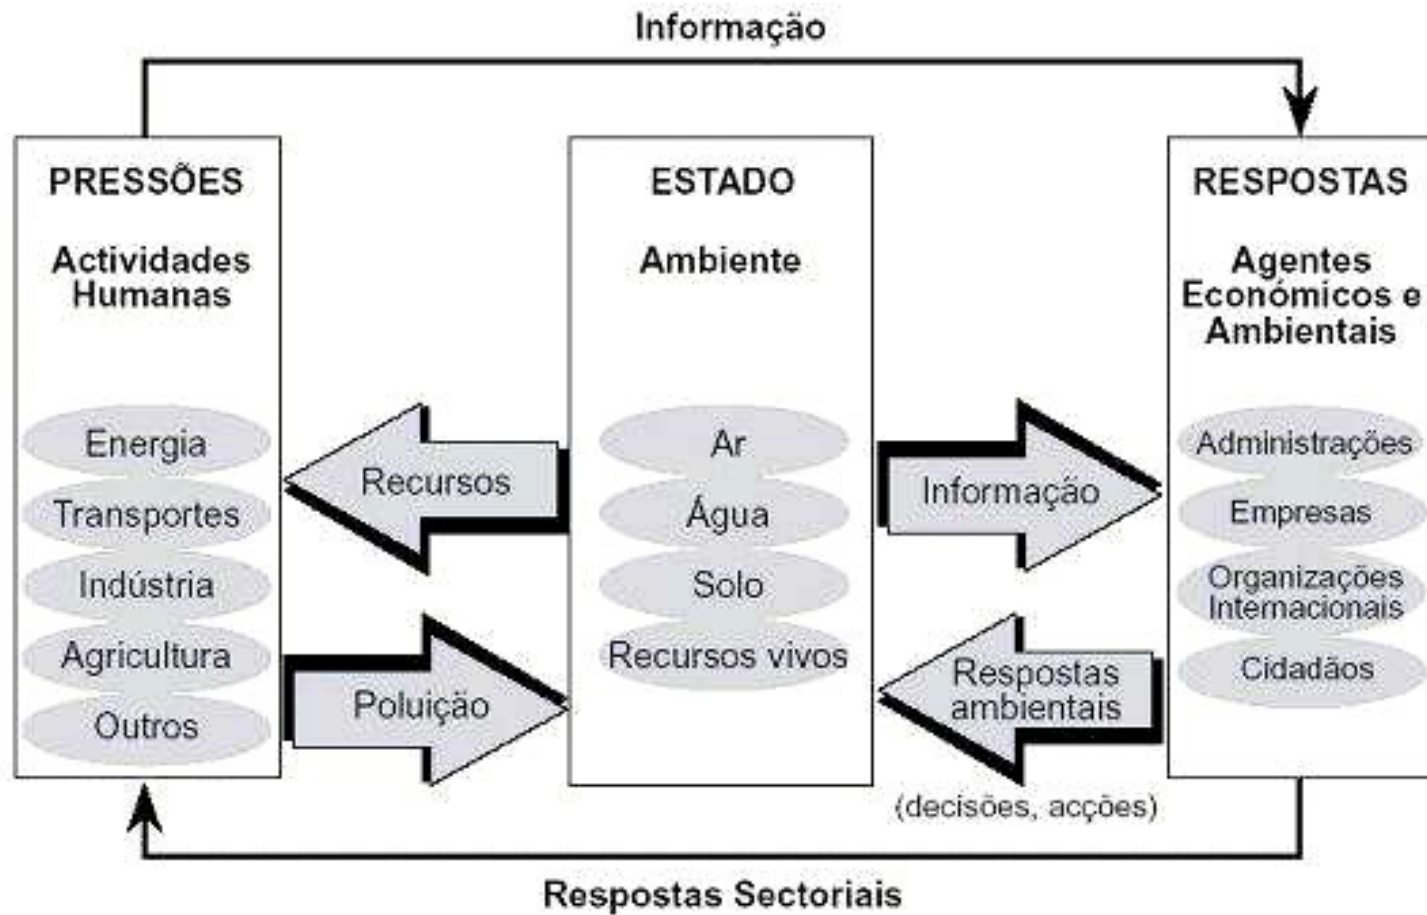 Informação
PRESSÕES
Actividades
Humanas
Energia
Transportes
Indústria
Agricultura
Outros
Recursos
Poluição
ESTADO
Ambiente
Ar
Água
Solo
Recursos vivos
Informação
Respostas
ambientais
(decisões, acções)
RESPOSTAS
Agentes
Económicos e
Ambientais
Administrações
Empresas
Organizações
Internacionais
Cidadãos
Respostas Sectoriais